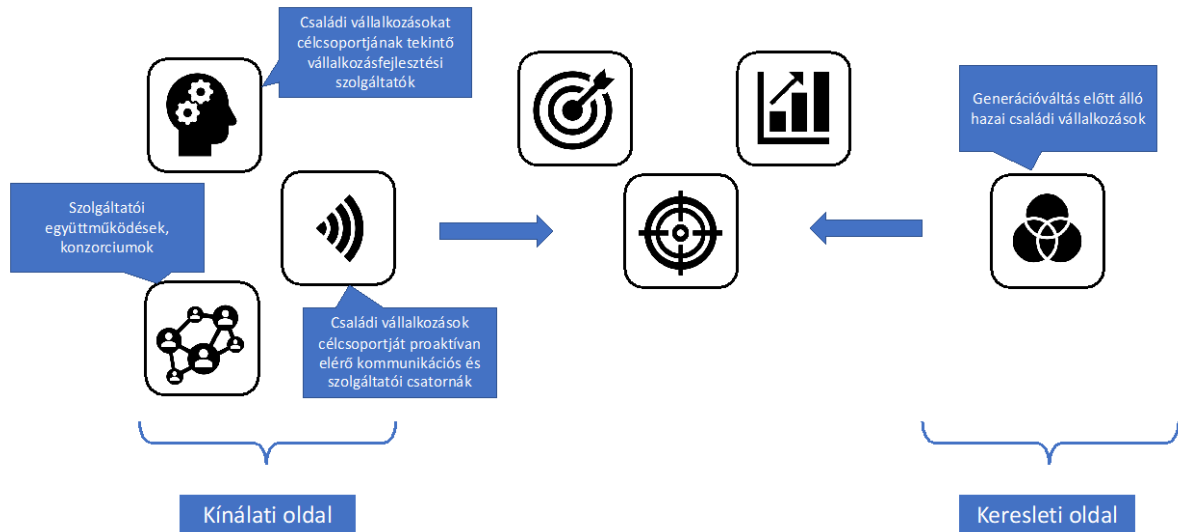 Családi vállalkozásokat
célcsoportjának tekintő
vállalkozásfejlesztési
szolgáltatók
Generációváltás előtt álló
hazai családi vállalkozások
Szolgáltatói
együttműködések,
konzorciumok
Családi vállalkozások
célcsoportját proaktívan
elérő kommunikációs és
szolgáltatói csatornák
Kínálati oldal
Keresleti oldal